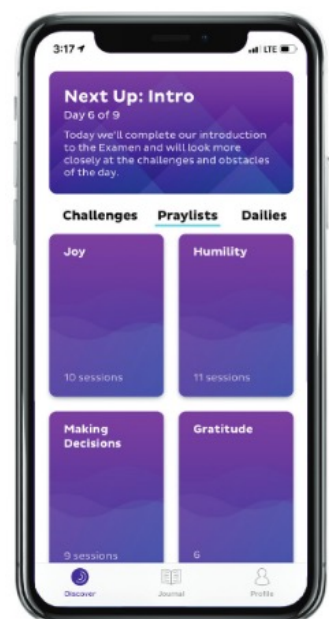 3:17
LTE
Next Up: Intro
Day 6 of 9
Today we'll complete our introduction
to the Examen and will look more
closely at the challenges and obstacles
of the day.
Challenges Praylists Dailies
Joy
Humility
10 sessions
11 sessions
Making
Decisions
Gratitude
9 sessions
6
Discover
Journal
Profile